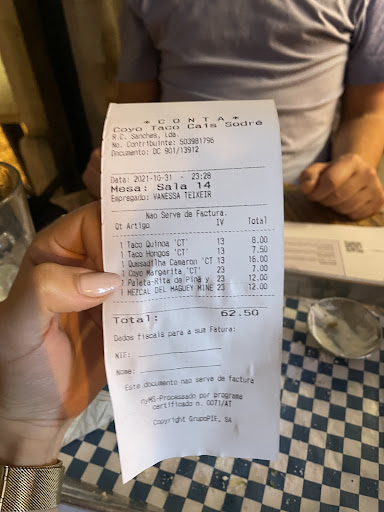 * C O N T A *
Coyo Taco Cais Sodré
R.C. Sanches, Lda.
No. Contribuinte: 503981796
Documento: DC 901/13912
Data: 2021-10-31 - 23:28
Mesa: Sala 14
Empregado: VANESSA TEIXEIR
Nao Serve de Factura.
Qt Artigo IV Total
1 Taco Quinoa 'CT' 13 8.00
1 Taco Hongos 'CT' 13 7.50
1 Quesadilha Camaron 'CT' 13 16.00
1 Coyo Margarita 'CT' 23 7.00
1 Paleta-Rita de Pina y 23 12.00
1 MEZCAL DEL MAGUEY MINE 23 12.00
Total: 62.50
Dados fiscais para a sua Fatura:
NIF:
Nome:
Este documento nao serve de factura
Processado por programa
certificado n. 0071/AT
Copyright GrupoPIE, SA